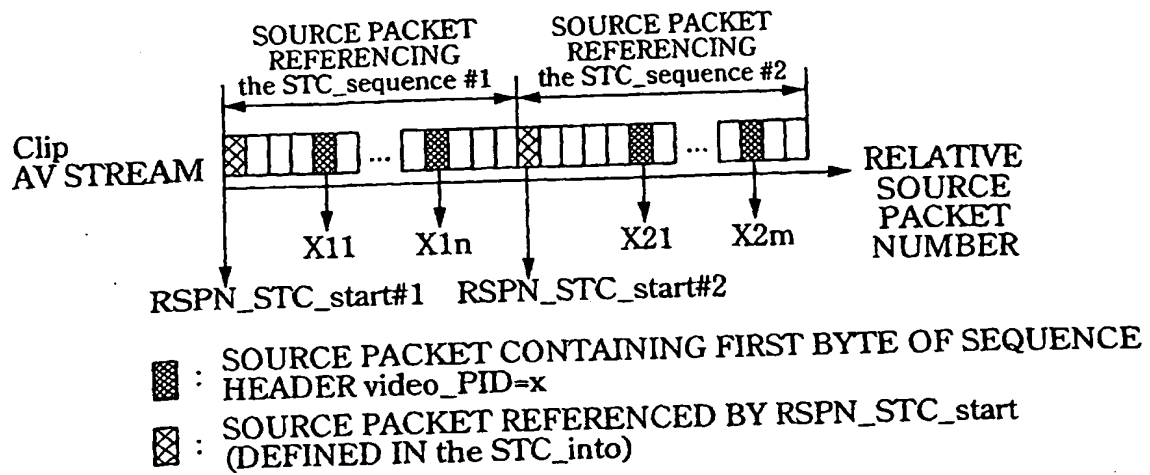 SOURCE PACKET
REFERENCING
the STC_sequence #1
SOURCE PACKET
REFERENCING
the STC_sequence #2
Clip
AV STREAM
...
...
RELATIVE
SOURCE
PACKET
NUMBER
X11
X1n
X21
X2m
RSPN_STC_start#1
RSPN_STC_start#2
: SOURCE PACKET CONTAINING FIRST BYTE OF SEQUENCE
HEADER video_PID=x
: SOURCE PACKET REFERENCED BY RSPN_STC_start
(DEFINED IN the STC_into)